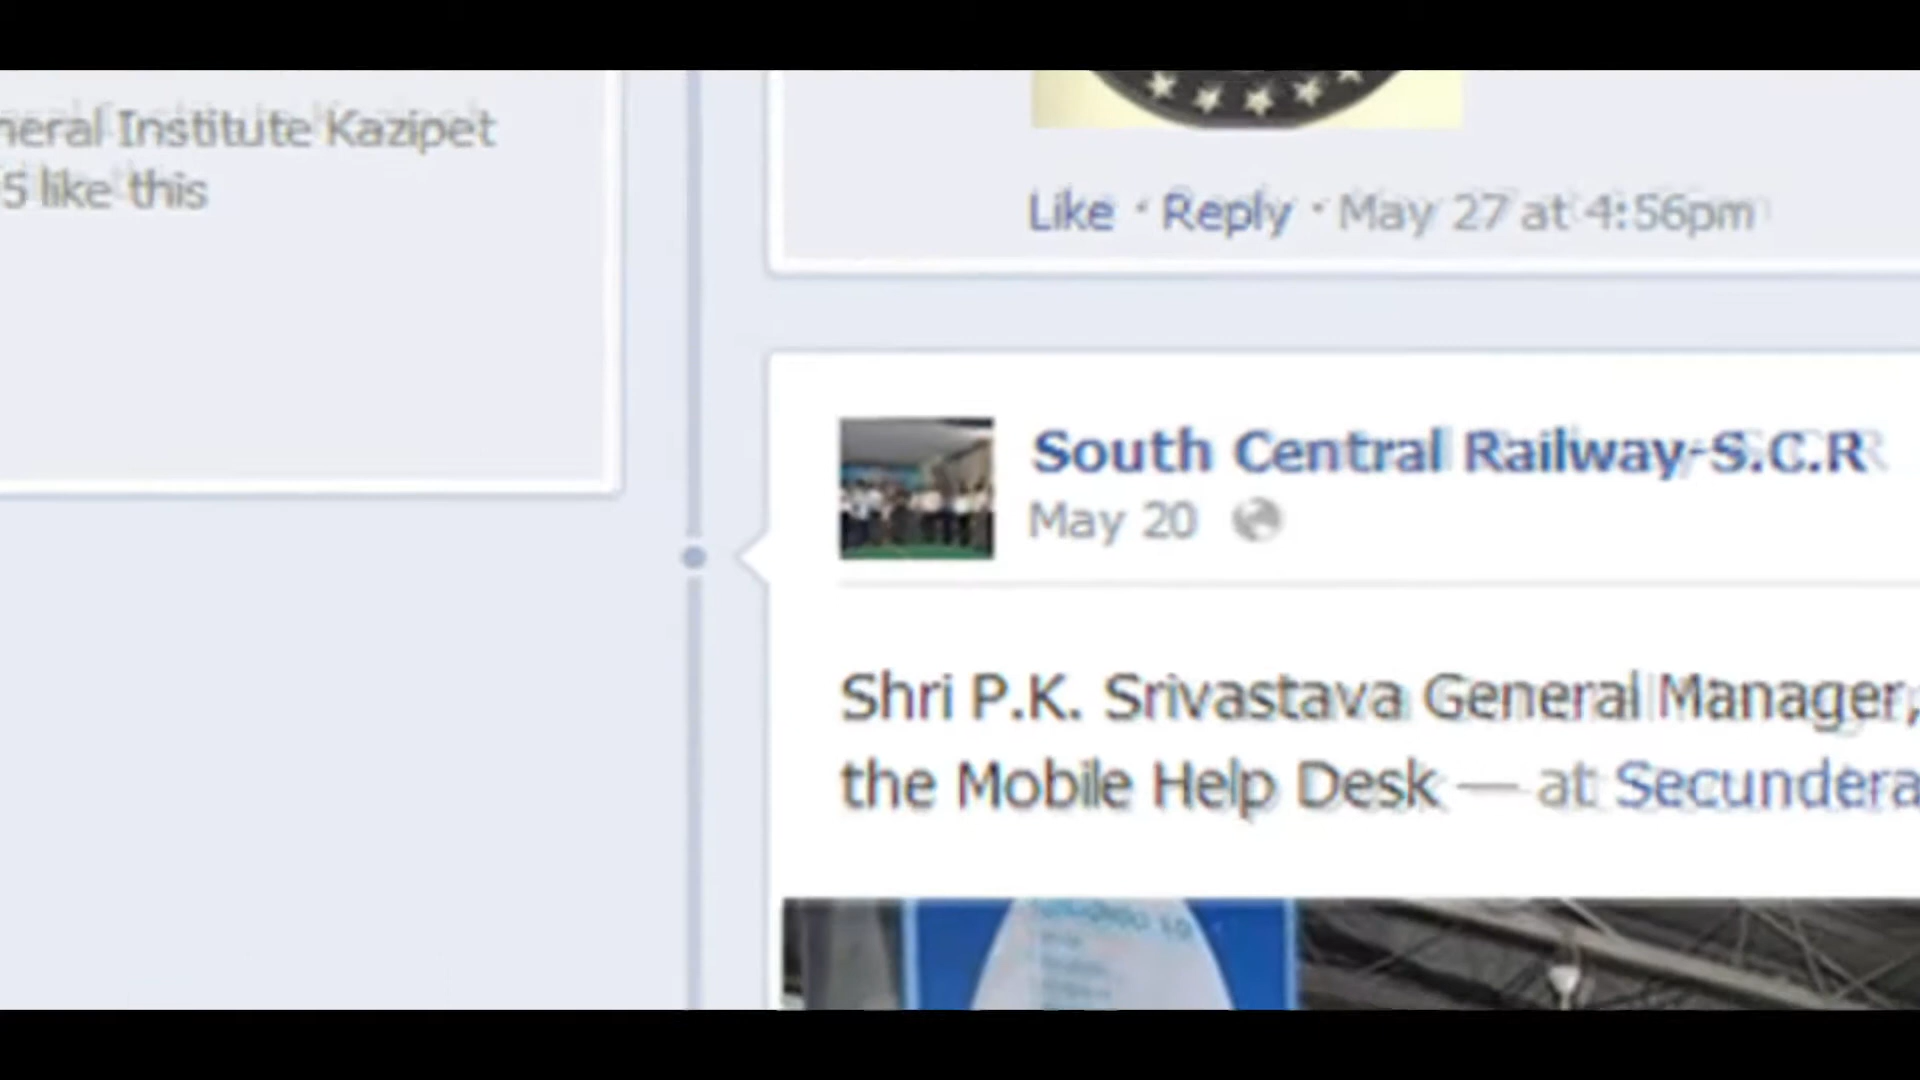 neral Institute Kazipet
5 like this
Like · Reply · May 27 at 4:56pm
South Central Railway-S.C.R
May 20
Shri P.K. Srivastava General Manager,
the Mobile Help Desk — at Secundera